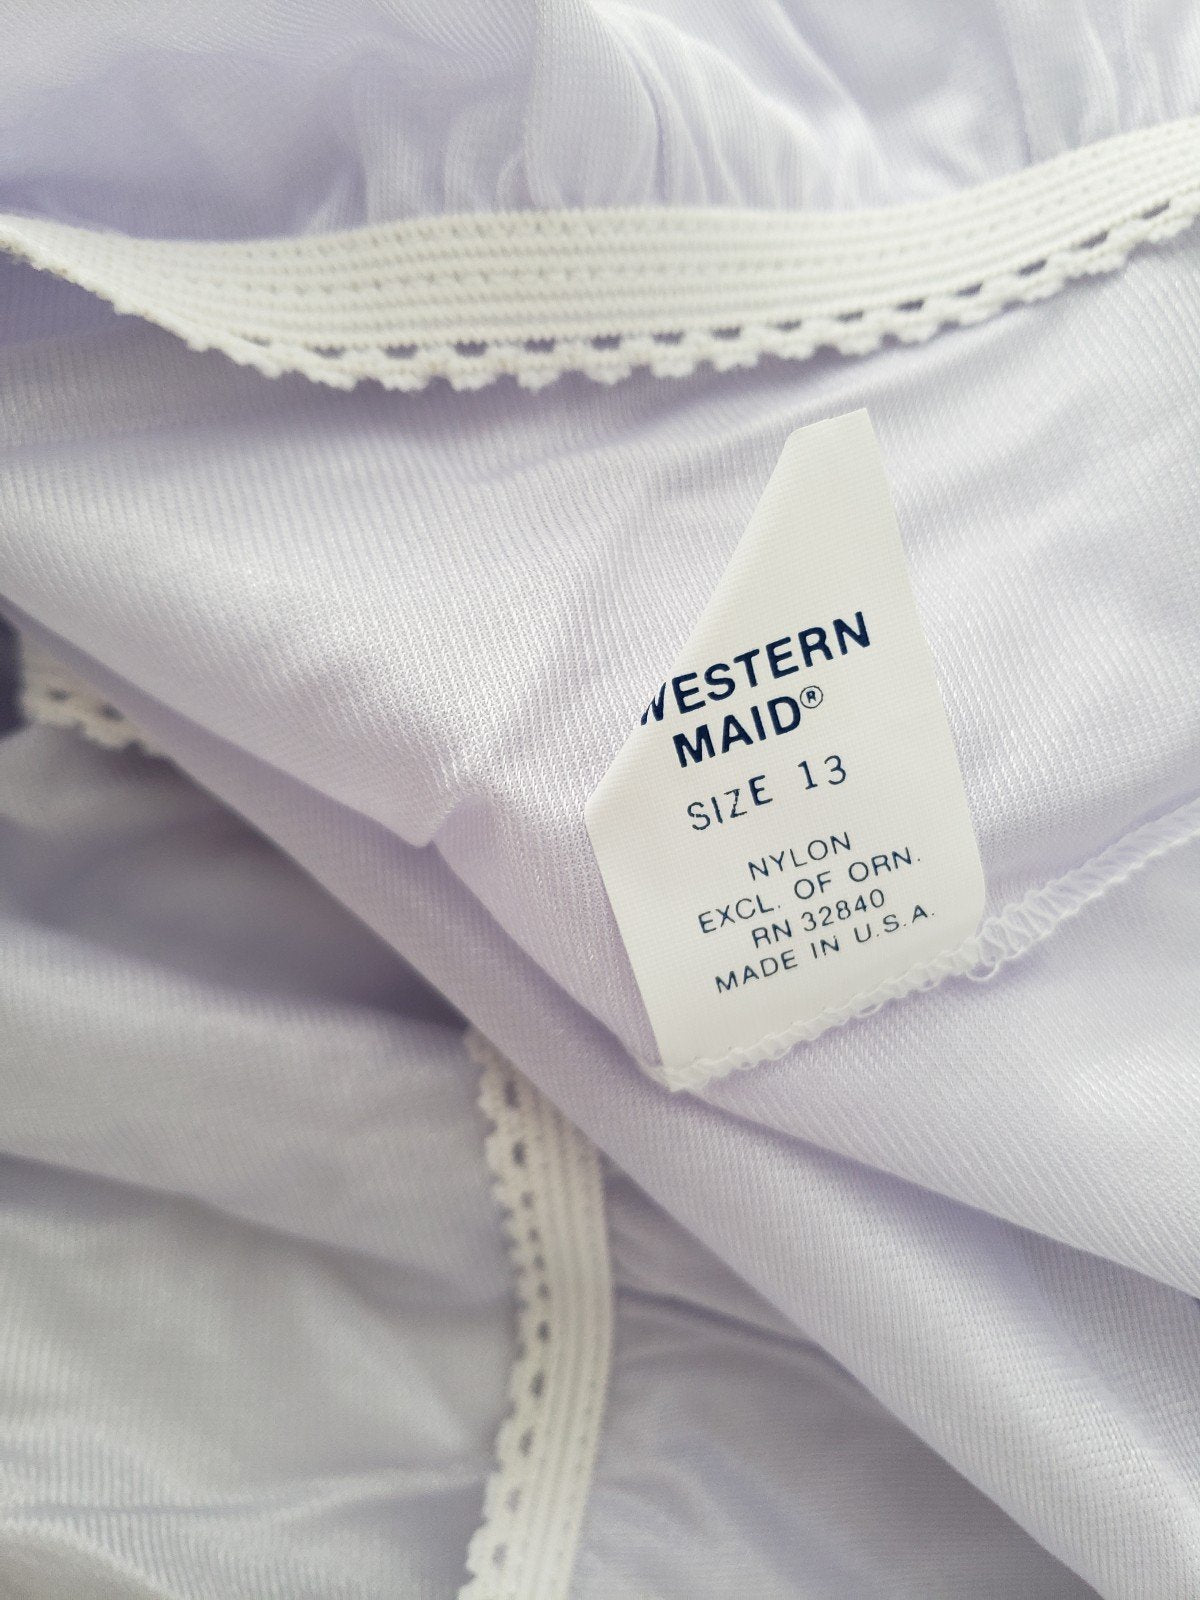 WESTERN
MAID®
SIZE 13
NYLON
EXCL. OF ORN.
RN 32840
MADE IN U.S.A.